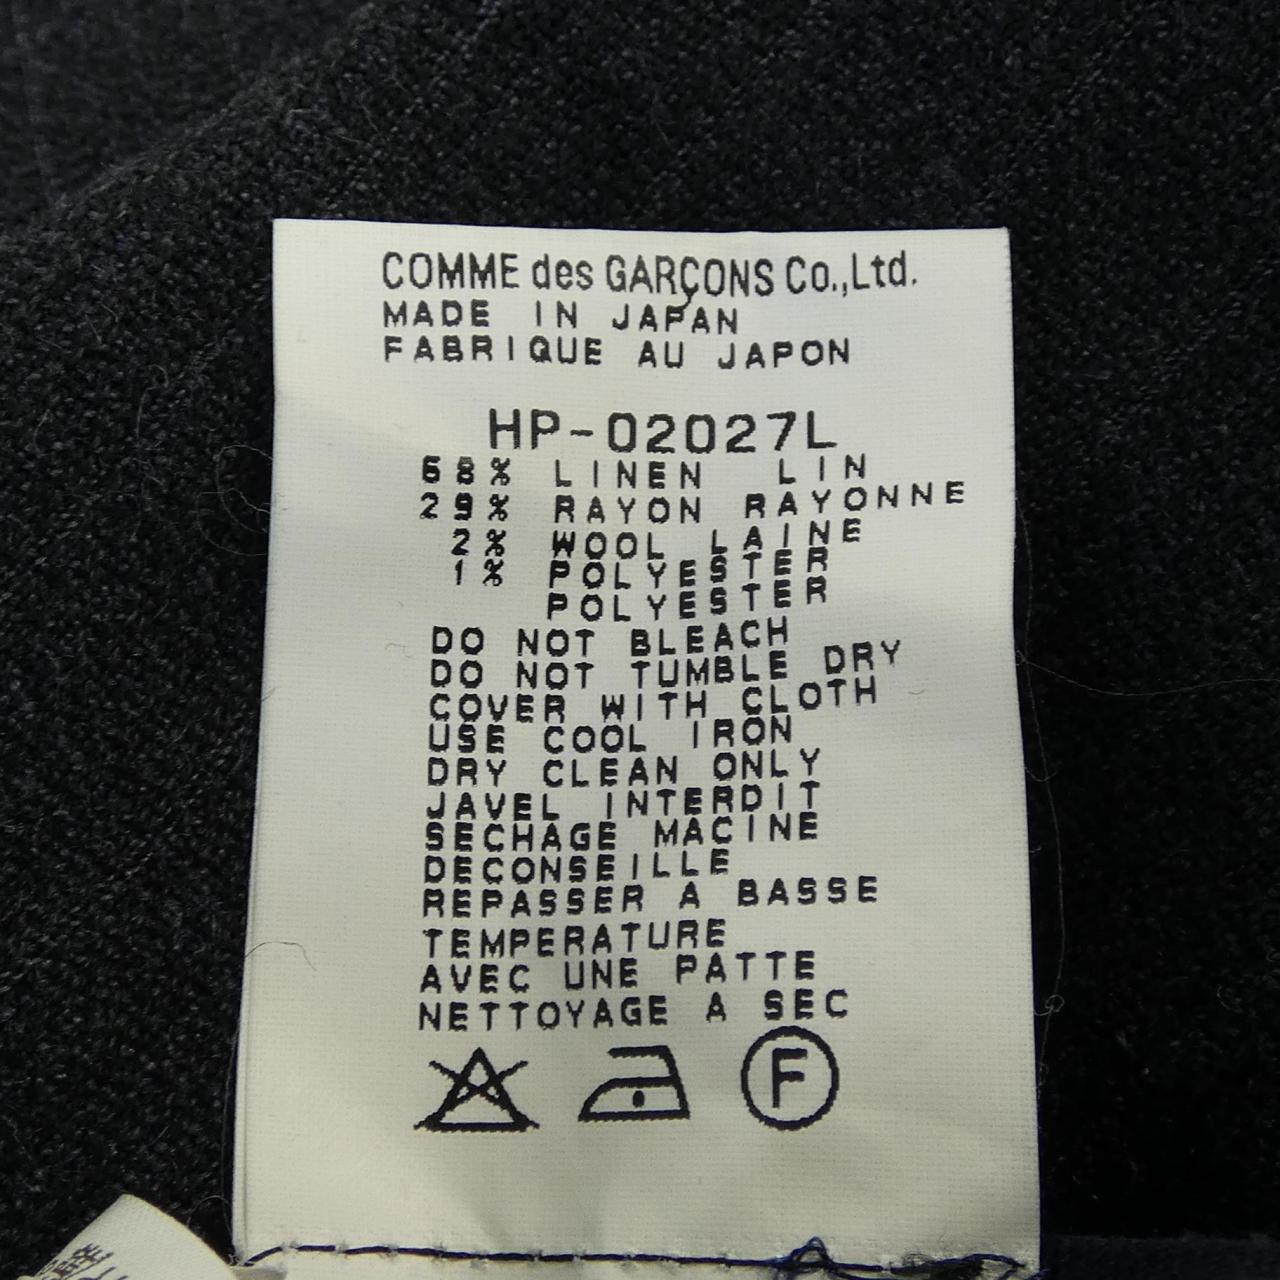 COMME des GARÇONS Co.,Ltd.
MADE IN JAPAN
FABRIQUE AU JAPON
HP-02027L
68% LINEN LIN
29% RAYON RAYONNE
2% WOOL LAINE
1% POLYESTER
POLYESTER
DO NOT BLEACH
DO NOT TUMBLE DRY
COVER WITH CLOTH
USE COOL IRON
DRY CLEAN ONLY
JAVEL INTERDIT
SECHAGE MACINE
DECONSEILLE
REPASSER A BASSE
TEMPERATURE
AVEC UNE PATTE
NETTOYAGE A SEC
F